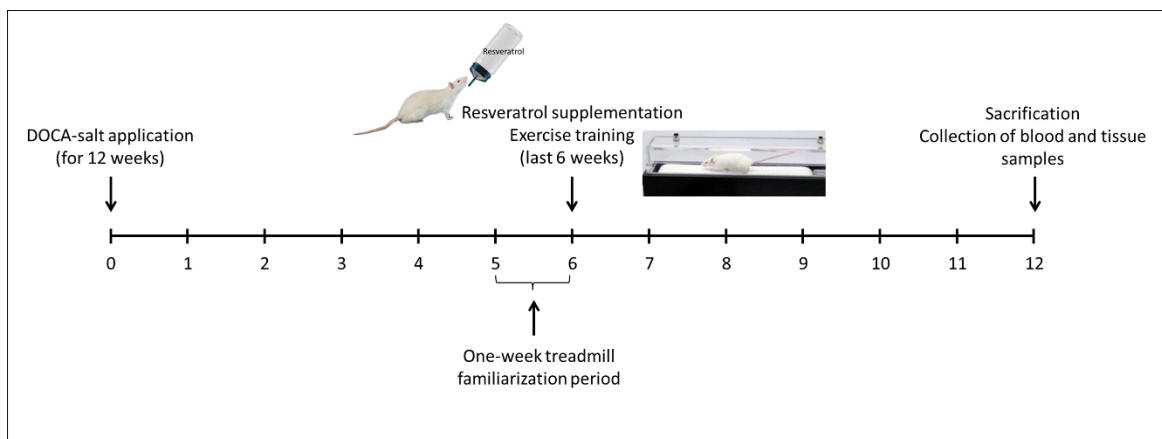 Resveratrol
DOCA-salt application
(for 12 weeks)
Resveratrol supplementation
Exercise training
(last 6 weeks)
Sacrification
Collection of blood and tissue
samples
0 1 2 3 4 5 6 7 8 9 10 11 12
One-week treadmill
familiarization period